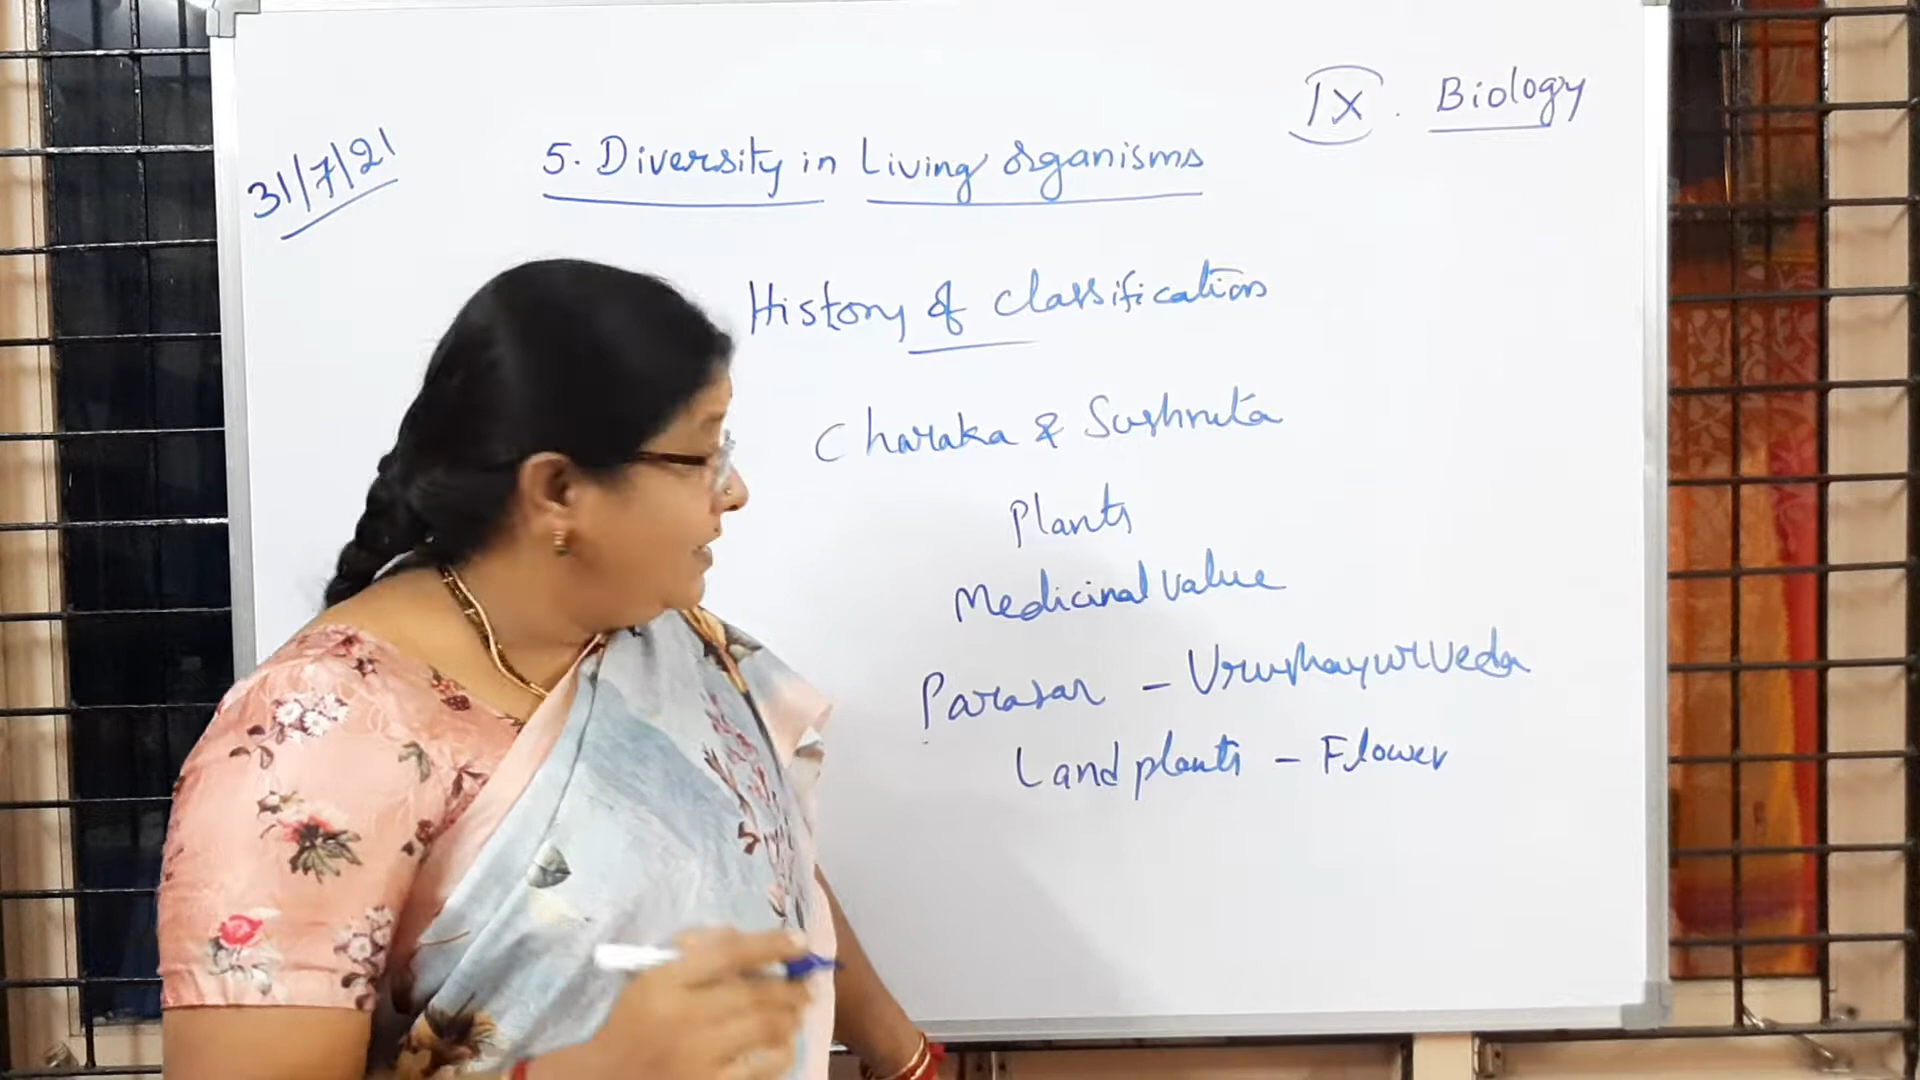 IX. Biology
31/7/21
5. Diversity in Living organisms
History of classification
Charaka & Sushruta
Plants
Medicinal value
Parasar - Vrushayurveda
Land plants - Flower